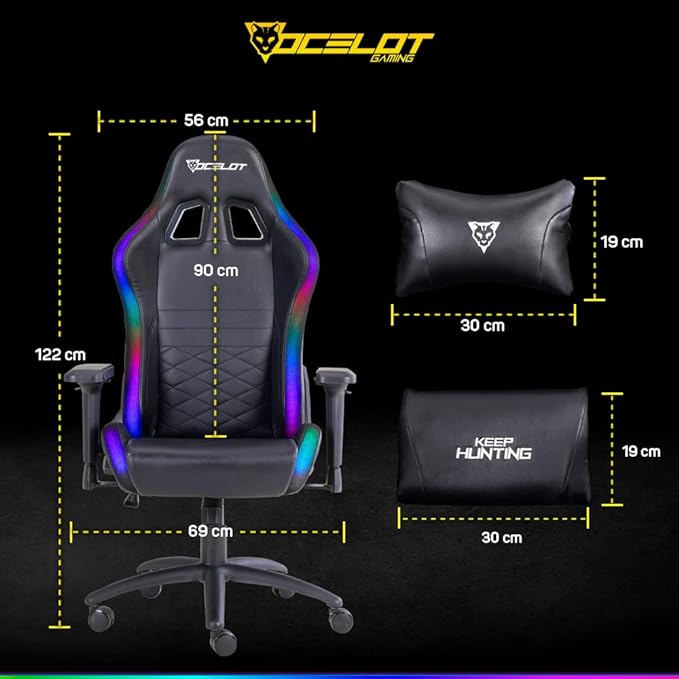 OCELOT
GAMING
56 cm
OCELOT
90 cm
122 cm
69 cm
19 cm
30 cm
KEEP
HUNTING
19 cm
30 cm